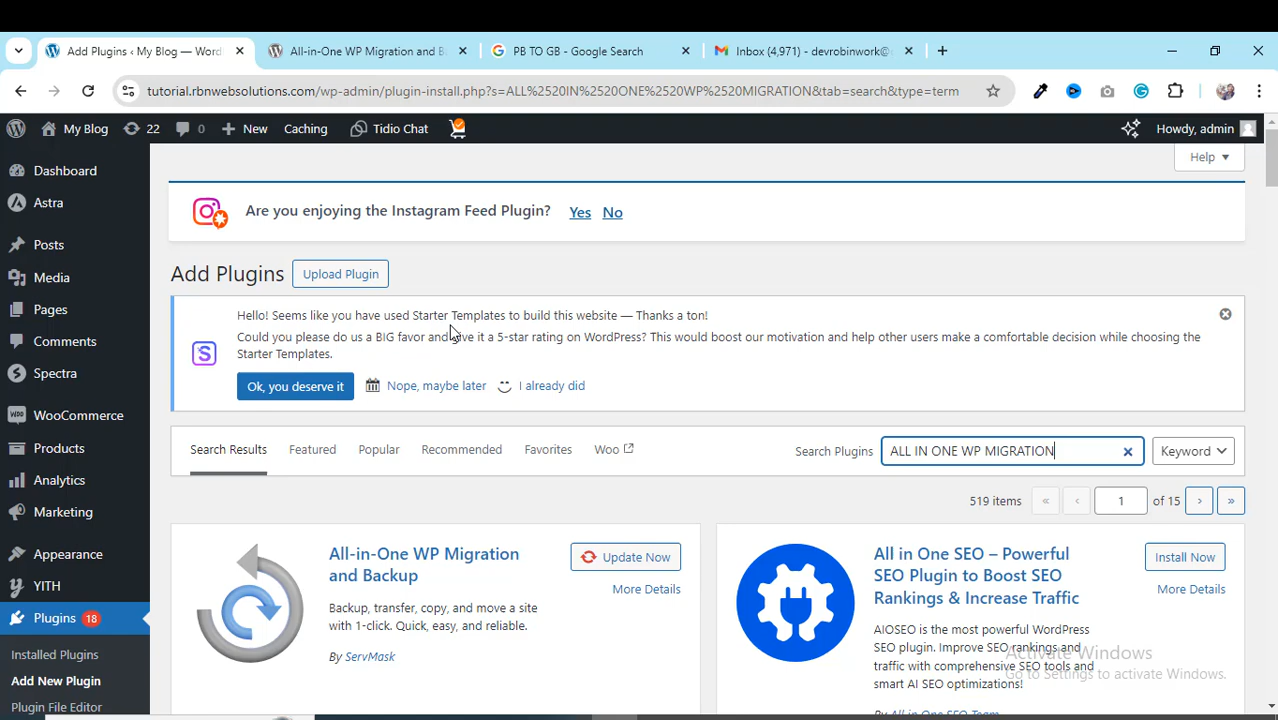 Add Plugins ‹ My Blog — Word
All-in-One WP Migration and B
PB TO GB - Google Search
Inbox (4,971) - devrobinwork@
tutorial.rbnwebsolutions.com/wp-admin/plugin-install.php?s=ALL%2520IN%2520ONE%2520WP%2520MIGRATION&tab=search&type=term
My Blog 22 0 New Caching Tidio Chat Howdy, admin
Help
Dashboard
Astra
Posts
Media
Pages
Comments
Spectra
WooCommerce
Products
Analytics
Marketing
Appearance
YITH
Plugins 18
Installed Plugins
Add New Plugin
Plugin File Editor
Are you enjoying the Instagram Feed Plugin? Yes No
Add Plugins Upload Plugin
Hello! Seems like you have used Starter Templates to build this website — Thanks a ton!
Could you please do us a BIG favor and give it a 5-star rating on WordPress? This would boost our motivation and help other users make a comfortable decision while choosing the
Starter Templates.
Ok, you deserve it Nope, maybe later I already did
Search Results Featured Popular Recommended Favorites Woo Search Plugins ALL IN ONE WP MIGRATION Keyword
519 items « ‹ 1 of 15 › »
All-in-One WP Migration
and Backup
Update Now
More Details
Backup, transfer, copy, and move a site
with 1-click. Quick, easy, and reliable.
By ServMask
All in One SEO – Powerful
SEO Plugin to Boost SEO
Rankings & Increase Traffic
Install Now
More Details
AIOSEO is the most powerful WordPress
SEO plugin. Improve SEO rankings and
traffic with comprehensive SEO tools and
smart AI SEO optimizations!
By All in One SEO Team
Activate Windows
Go to Settings to activate Windows.